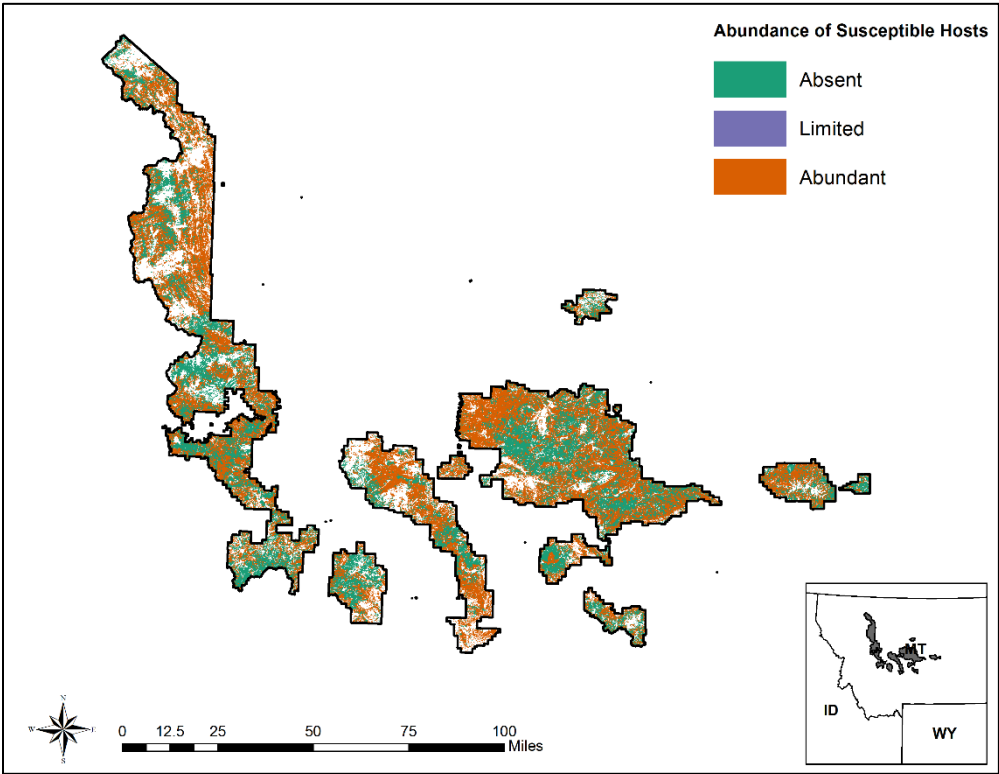 Abundance of Susceptible Hosts
Absent
Limited
Abundant
N
W E
S
0 12.5 25 50 75 100
Miles
MT
ID
WY